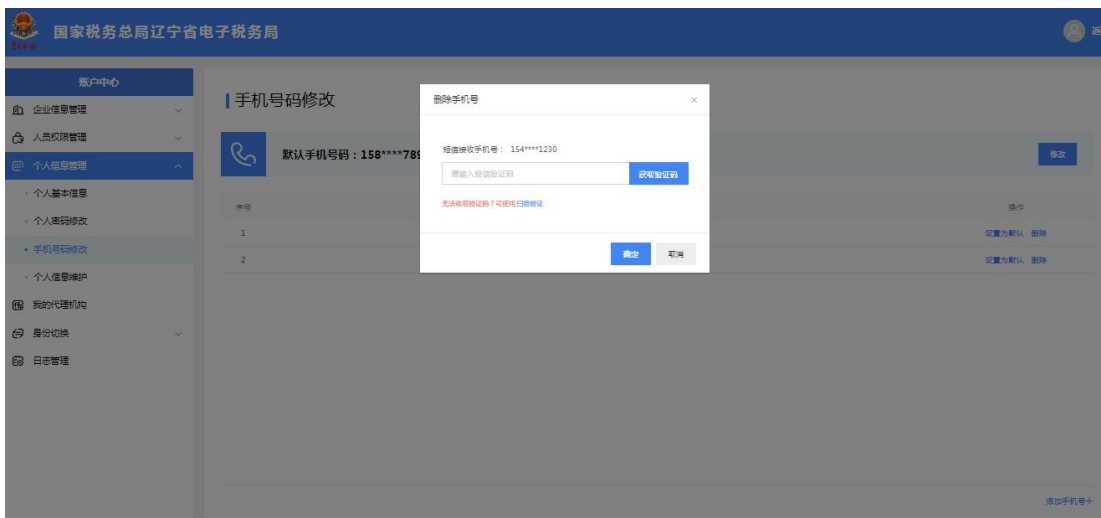 国家税务总局辽宁省电子税务局
账户中心
企业信息管理
人员权限管理
个人信息管理
个人基本信息
个人密码修改
手机号码修改
个人信息维护
我的代理机构
身份切换
日志管理
手机号码修改
默认手机号码：158****789
修改
序号
操作
1
设置为默认 删除
2
设置为默认 删除
添加手机号+
删除手机号
×
短信接收手机号： 154****1230
请输入短信验证码
获取验证码
无法收取验证码？可使用扫脸验证
确定
取消